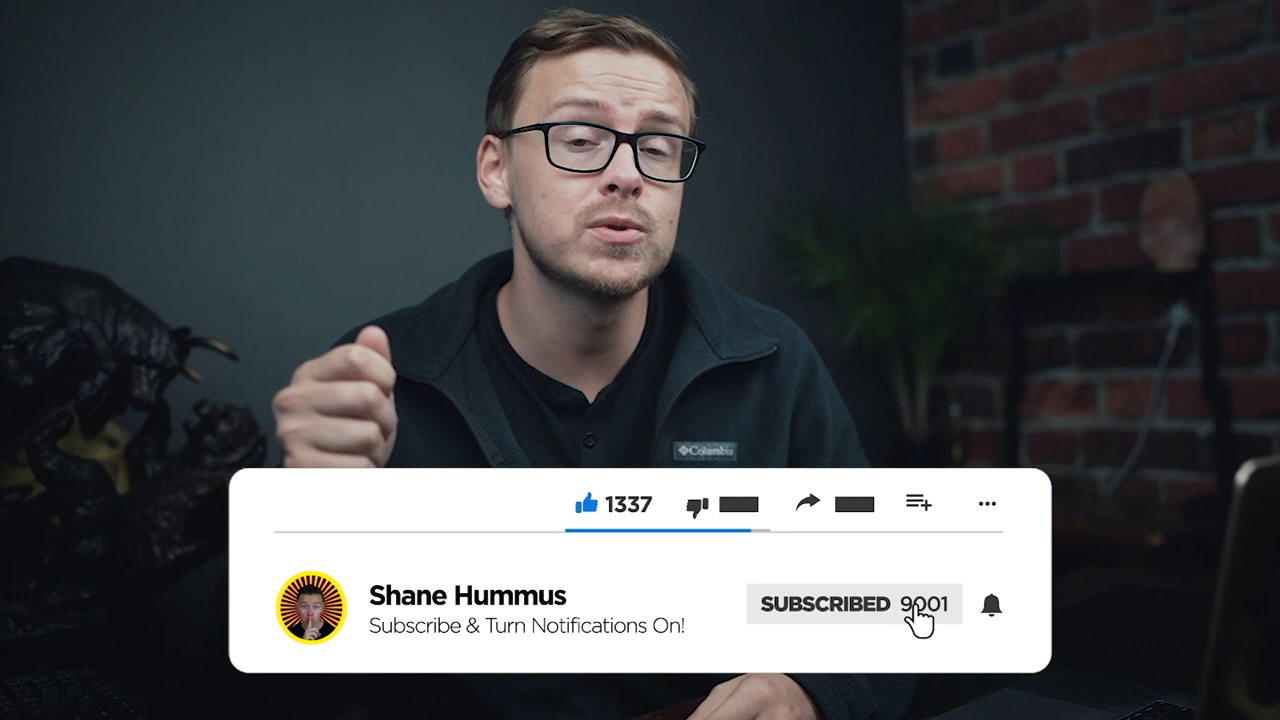 Columbia
1337
Shane Hummus
Subscribe & Turn Notifications On!
SUBSCRIBED 9001